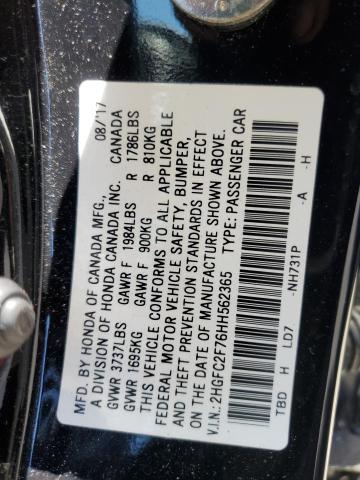 MFD. BY HONDA OF CANADA MFG., 08/17
A DIVISION OF HONDA CANADA INC. CANADA
GVWR 3737LBS GAWR F 1984LBS R 1786LBS
GVWR 1695KG GAWR F 900KG R 810KG
THIS VEHICLE CONFORMS TO ALL APPLICABLE
FEDERAL MOTOR VEHICLE SAFETY, BUMPER,
AND THEFT PREVENTION STANDARDS IN EFFECT
ON THE DATE OF MANUFACTURE SHOWN ABOVE.
V.I.N.: 2HGFC2F76HH562365 TYPE: PASSENGER CAR
TBD H LD7 -NH731P -A -H